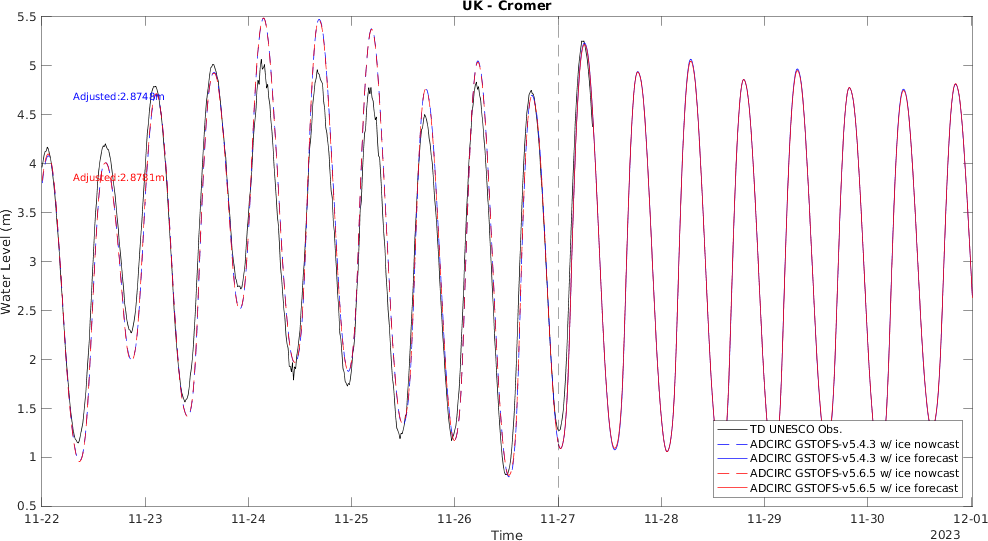 UK - Cromer
5.5
5
4.5
4
3.5
3
2.5
2
1.5
1
0.5
Water Level (m)
Adjusted:2.8748m
Adjusted:2.8781m
TD UNESCO Obs.
ADCIRC GSTOFS-v5.4.3 w/ ice nowcast
ADCIRC GSTOFS-v5.4.3 w/ ice forecast
ADCIRC GSTOFS-v5.6.5 w/ ice nowcast
ADCIRC GSTOFS-v5.6.5 w/ ice forecast
11-22 11-23 11-24 11-25 11-26 11-27 11-28 11-29 11-30 12-01
Time
2023